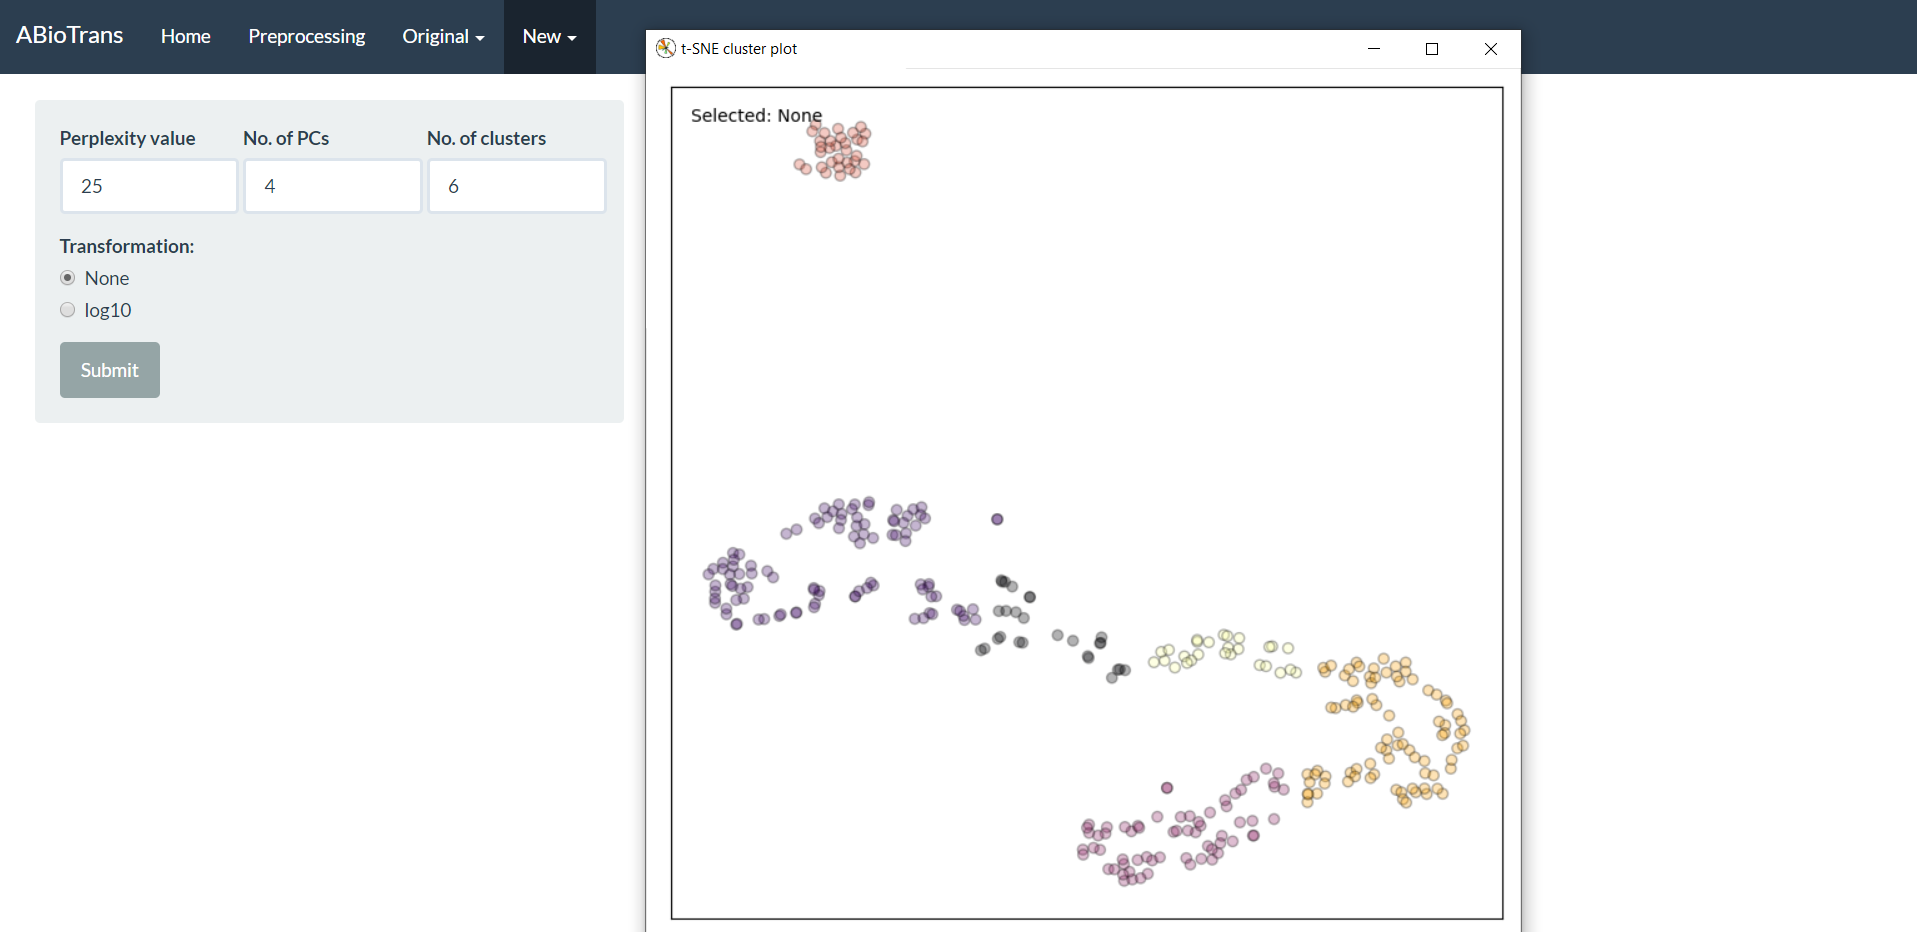 ABioTrans Home Preprocessing Original New
t-SNE cluster plot
Perplexity value No. of PCs No. of clusters
25 4 6
Transformation:
None
log10
Submit
Selected: None